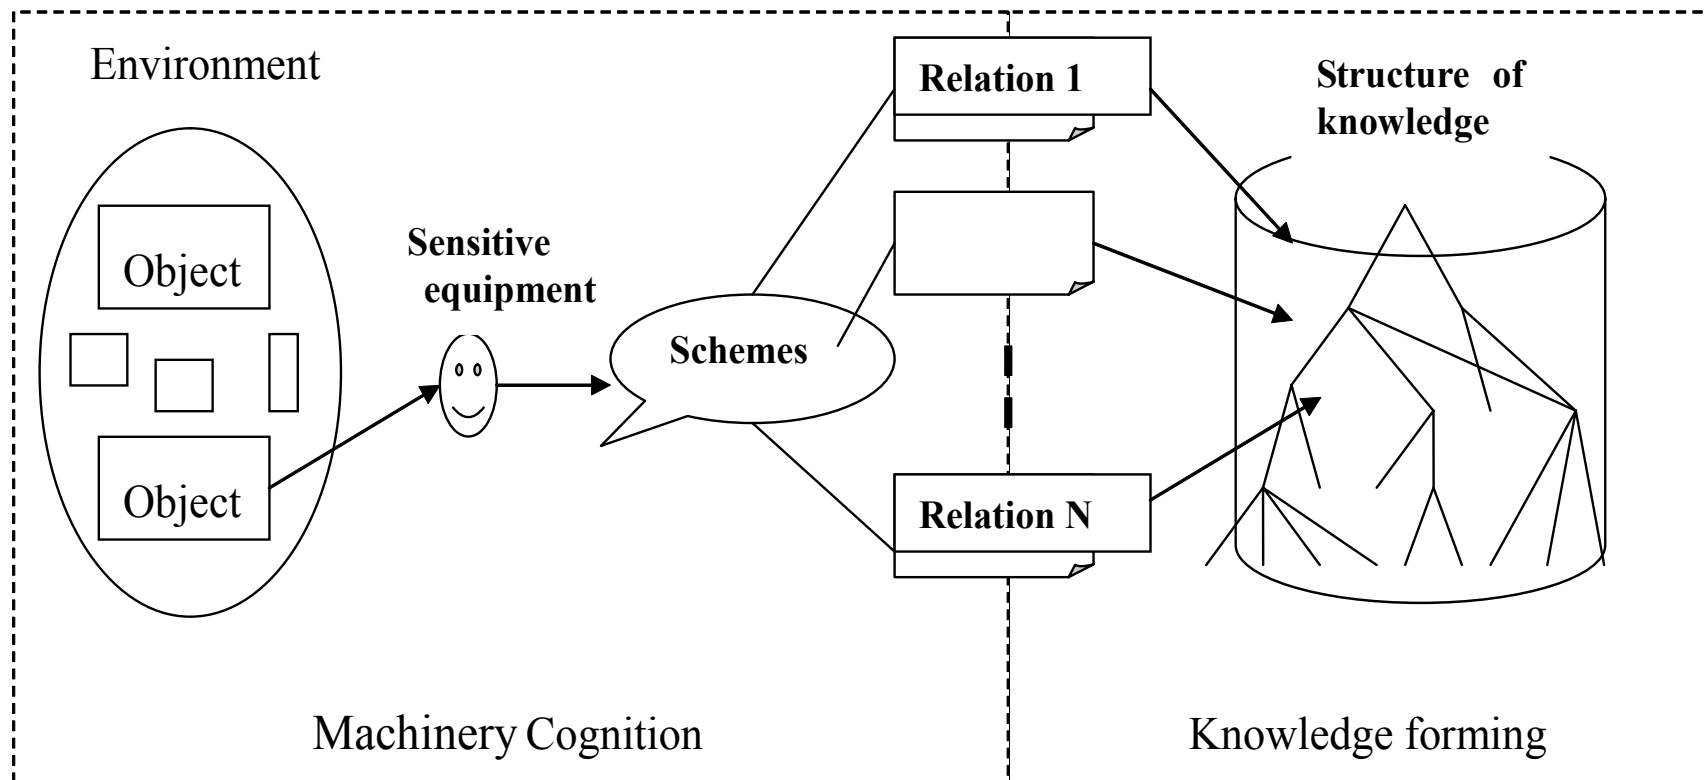 Environment
Object
Object
Sensitive
equipment
Schemes
Relation 1
Relation N
Structure of
knowledge
Machinery Cognition
Knowledge forming